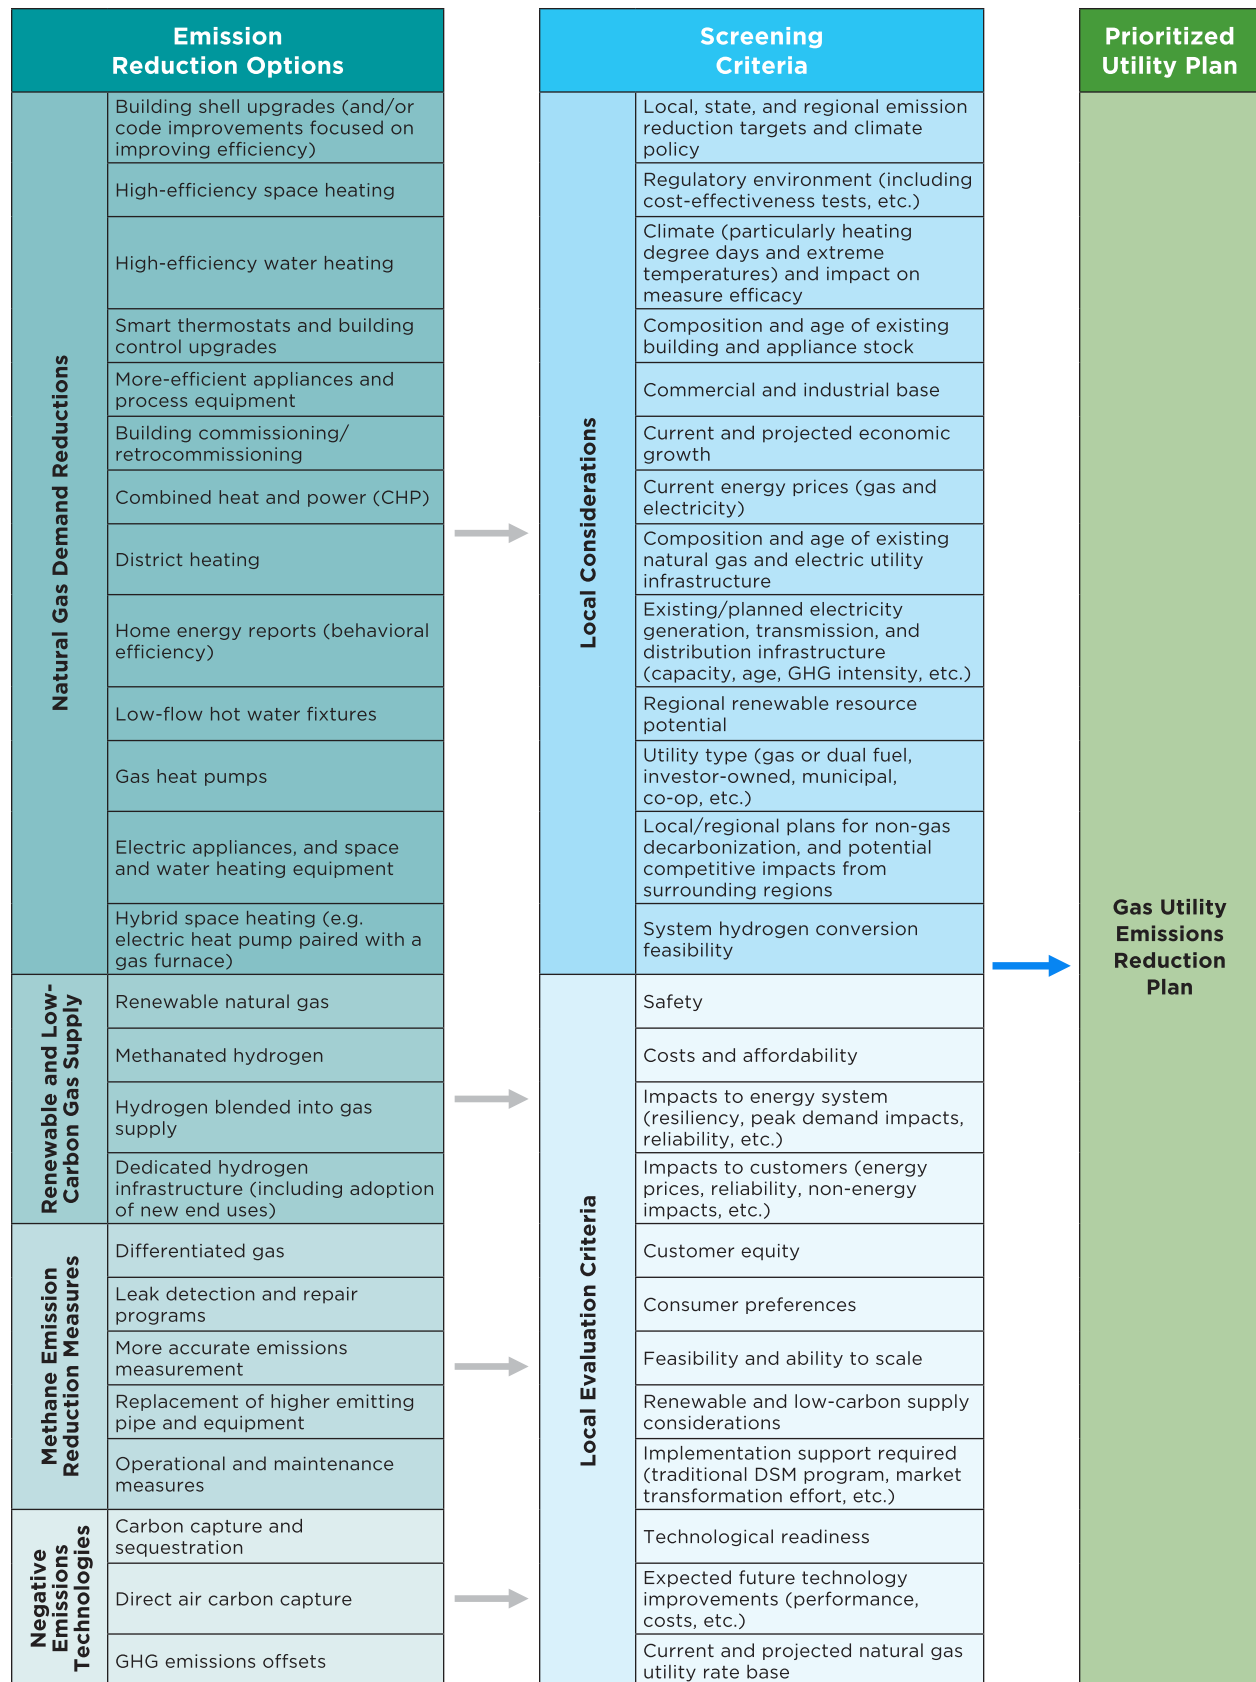 Emission
Reduction Options
Natural Gas Demand Reductions
Building shell upgrades (and/or
code improvements focused on
improving efficiency)
High-efficiency space heating
High-efficiency water heating
Smart thermostats and building
control upgrades
More-efficient appliances and
process equipment
Building commissioning/
retrocommissioning
Combined heat and power (CHP)
District heating
Home energy reports (behavioral
efficiency)
Low-flow hot water fixtures
Gas heat pumps
Electric appliances, and space
and water heating equipment
Hybrid space heating (e.g.
electric heat pump paired with a
gas furnace)
Renewable and Low-
Carbon Gas Supply
Renewable natural gas
Methanated hydrogen
Hydrogen blended into gas
supply
Dedicated hydrogen
infrastructure (including adoption
of new end uses)
Methane Emission
Reduction Measures
Differentiated gas
Leak detection and repair
programs
More accurate emissions
measurement
Replacement of higher emitting
pipe and equipment
Operational and maintenance
measures
Negative
Emissions
Technologies
Carbon capture and
sequestration
Direct air carbon capture
GHG emissions offsets
Screening
Criteria
Local Considerations
Local, state, and regional emission
reduction targets and climate
policy
Regulatory environment (including
cost-effectiveness tests, etc.)
Climate (particularly heating
degree days and extreme
temperatures) and impact on
measure efficacy
Composition and age of existing
building and appliance stock
Commercial and industrial base
Current and projected economic
growth
Current energy prices (gas and
electricity)
Composition and age of existing
natural gas and electric utility
infrastructure
Existing/planned electricity
generation, transmission, and
distribution infrastructure
(capacity, age, GHG intensity, etc.)
Regional renewable resource
potential
Utility type (gas or dual fuel,
investor-owned, municipal,
co-op, etc.)
Local/regional plans for non-gas
decarbonization, and potential
competitive impacts from
surrounding regions
System hydrogen conversion
feasibility
Local Evaluation Criteria
Safety
Costs and affordability
Impacts to energy system
(resiliency, peak demand impacts,
reliability, etc.)
Impacts to customers (energy
prices, reliability, non-energy
impacts, etc.)
Customer equity
Consumer preferences
Feasibility and ability to scale
Renewable and low-carbon supply
considerations
Implementation support required
(traditional DSM program, market
transformation effort, etc.)
Technological readiness
Expected future technology
improvements (performance,
costs, etc.)
Current and projected natural gas
utility rate base
Prioritized
Utility Plan
Gas Utility
Emissions
Reduction
Plan